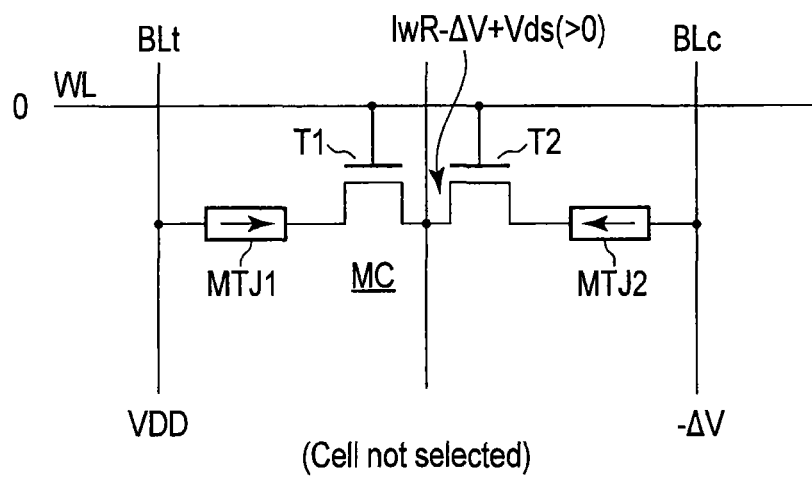 IwR-ΔV+Vds(>0)
BLt
BLc
WL
0
T1
T2
MTJ1
MC
MTJ2
VDD
-ΔV
(Cell not selected)